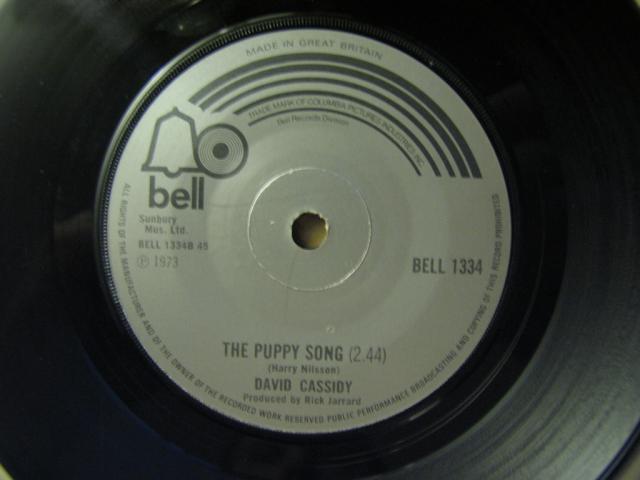 MADE IN GREAT BRITAIN
TRADE MARK OF COLUMBIA PICTURES INDUSTRIES INC.
Bell Records Division
bell
Sunbury
Mus. Ltd.
BELL 1334B 45
℗ 1973
BELL 1334
THE PUPPY SONG (2.44)
(Harry Nilsson)
DAVID CASSIDY
Produced by Rick Jarrard
ALL RIGHTS OF THE MANUFACTURER AND OF THE OWNER OF THE RECORDED WORK RESERVED PUBLIC PERFORMANCE BROADCASTING AND COPYING OF THIS RECORD PROHIBITED